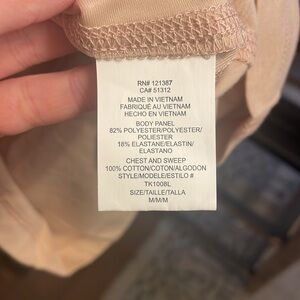 RN# 121387
CA# 51312
MADE IN VIETNAM
FABRIQUÉ AU VIETNAM
HECHO EN VIETNAM
BODY PANEL
82% POLYESTER/POLYESTER/
POLIESTER
18% ELASTANE/ELASTIN/
ELASTANO
CHEST AND SWEEP
100% COTTON/COTON/ALGODON
STYLE/MODELE/ESTILO #
TK1008L
SIZE/TAILLE/TALLA
M/M/M